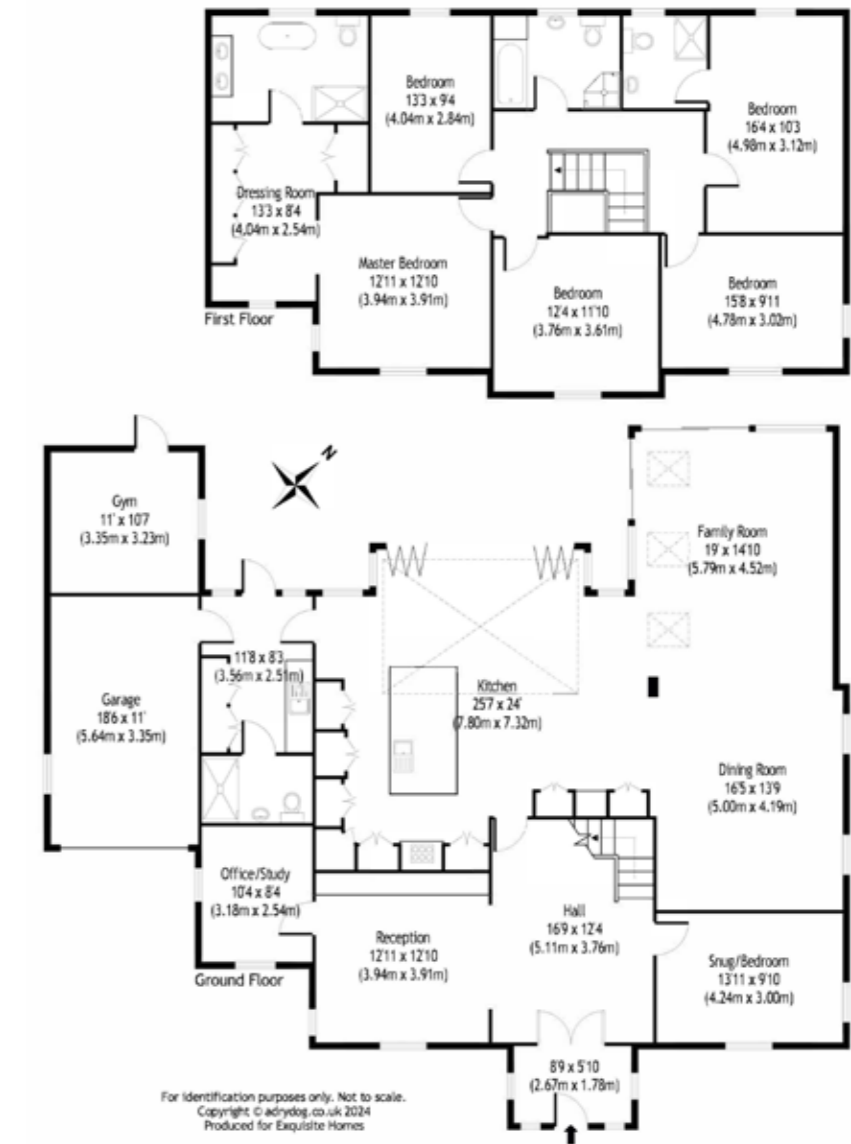 Bedroom
13'3 x 9'4
(4.04m x 2.84m)
Bedroom
16'4 x 10'3
(4.98m x 3.12m)
Dressing Room
13'3 x 8'4
(4.04m x 2.54m)
Master Bedroom
12'11 x 12'10
(3.94m x 3.91m)
Bedroom
12'4 x 11'10
(3.76m x 3.61m)
Bedroom
15'8 x 9'11
(4.78m x 3.02m)
First Floor
N
Gym
11' x 10'7
(3.35m x 3.23m)
Family Room
19' x 14'10
(5.79m x 4.52m)
11'8 x 8'3
(3.56m x 2.51m)
Garage
18'6 x 11'
(5.64m x 3.35m)
Kitchen
25'7 x 24'
(7.80m x 7.32m)
Dining Room
16'5 x 13'9
(5.00m x 4.19m)
Office/Study
10'4 x 8'4
(3.18m x 2.54m)
Reception
12'11 x 12'10
(3.94m x 3.91m)
Hall
16'9 x 12'4
(5.11m x 3.76m)
Snug/Bedroom
13'11 x 9'10
(4.24m x 3.00m)
Ground Floor
8'9 x 5'10
(2.67m x 1.78m)
For identification purposes only. Not to scale.
Copyright © adrydog.co.uk 2024
Produced for Exquisite Homes